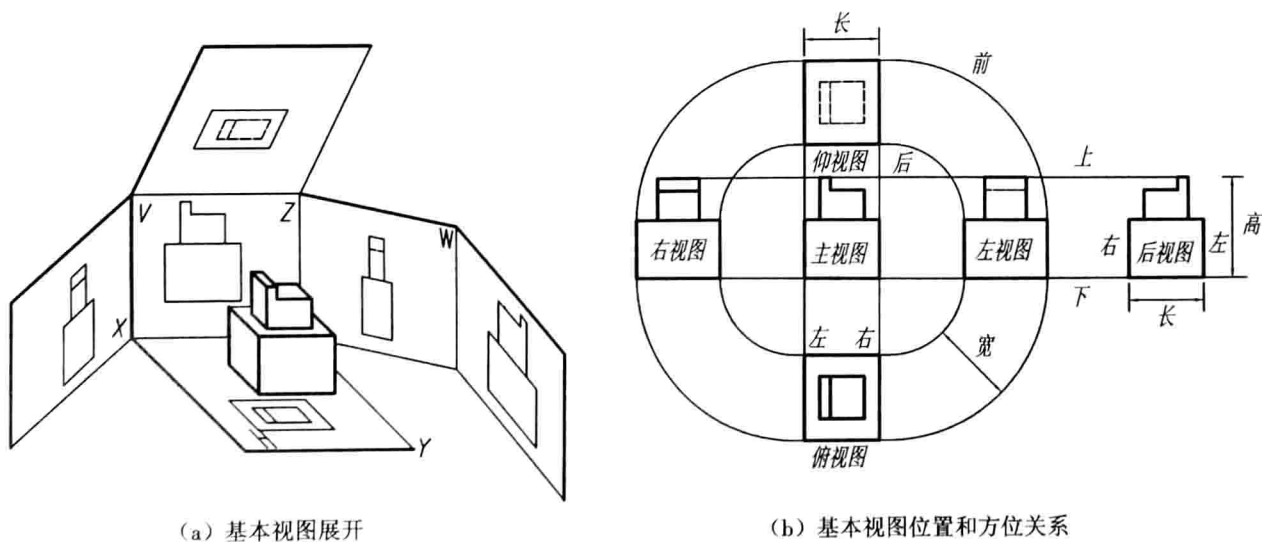 V
Z
W
X
Y
(a) 基本视图展开
长
前
仰视图
后
上
右视图
主视图
左视图
右
后视图
左
高
下
长
左
右
宽
俯视图
(b) 基本视图位置和方位关系